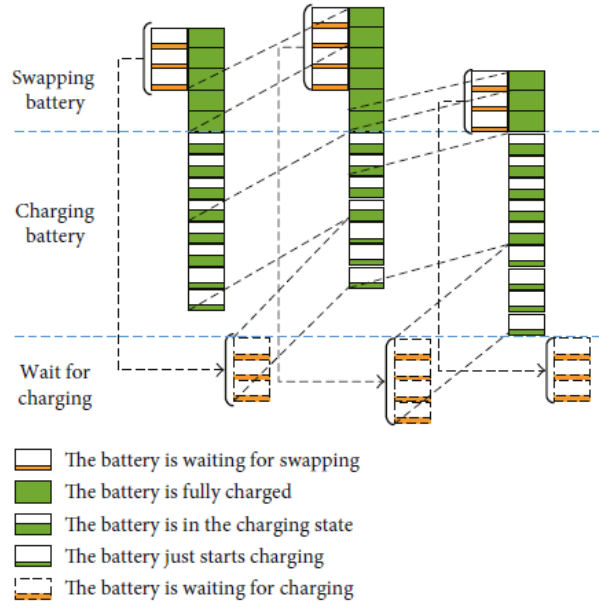 Swapping
battery
Charging
battery
Wait for
charging
The battery is waiting for swapping
The battery is fully charged
The battery is in the charging state
The battery just starts charging
The battery is waiting for charging